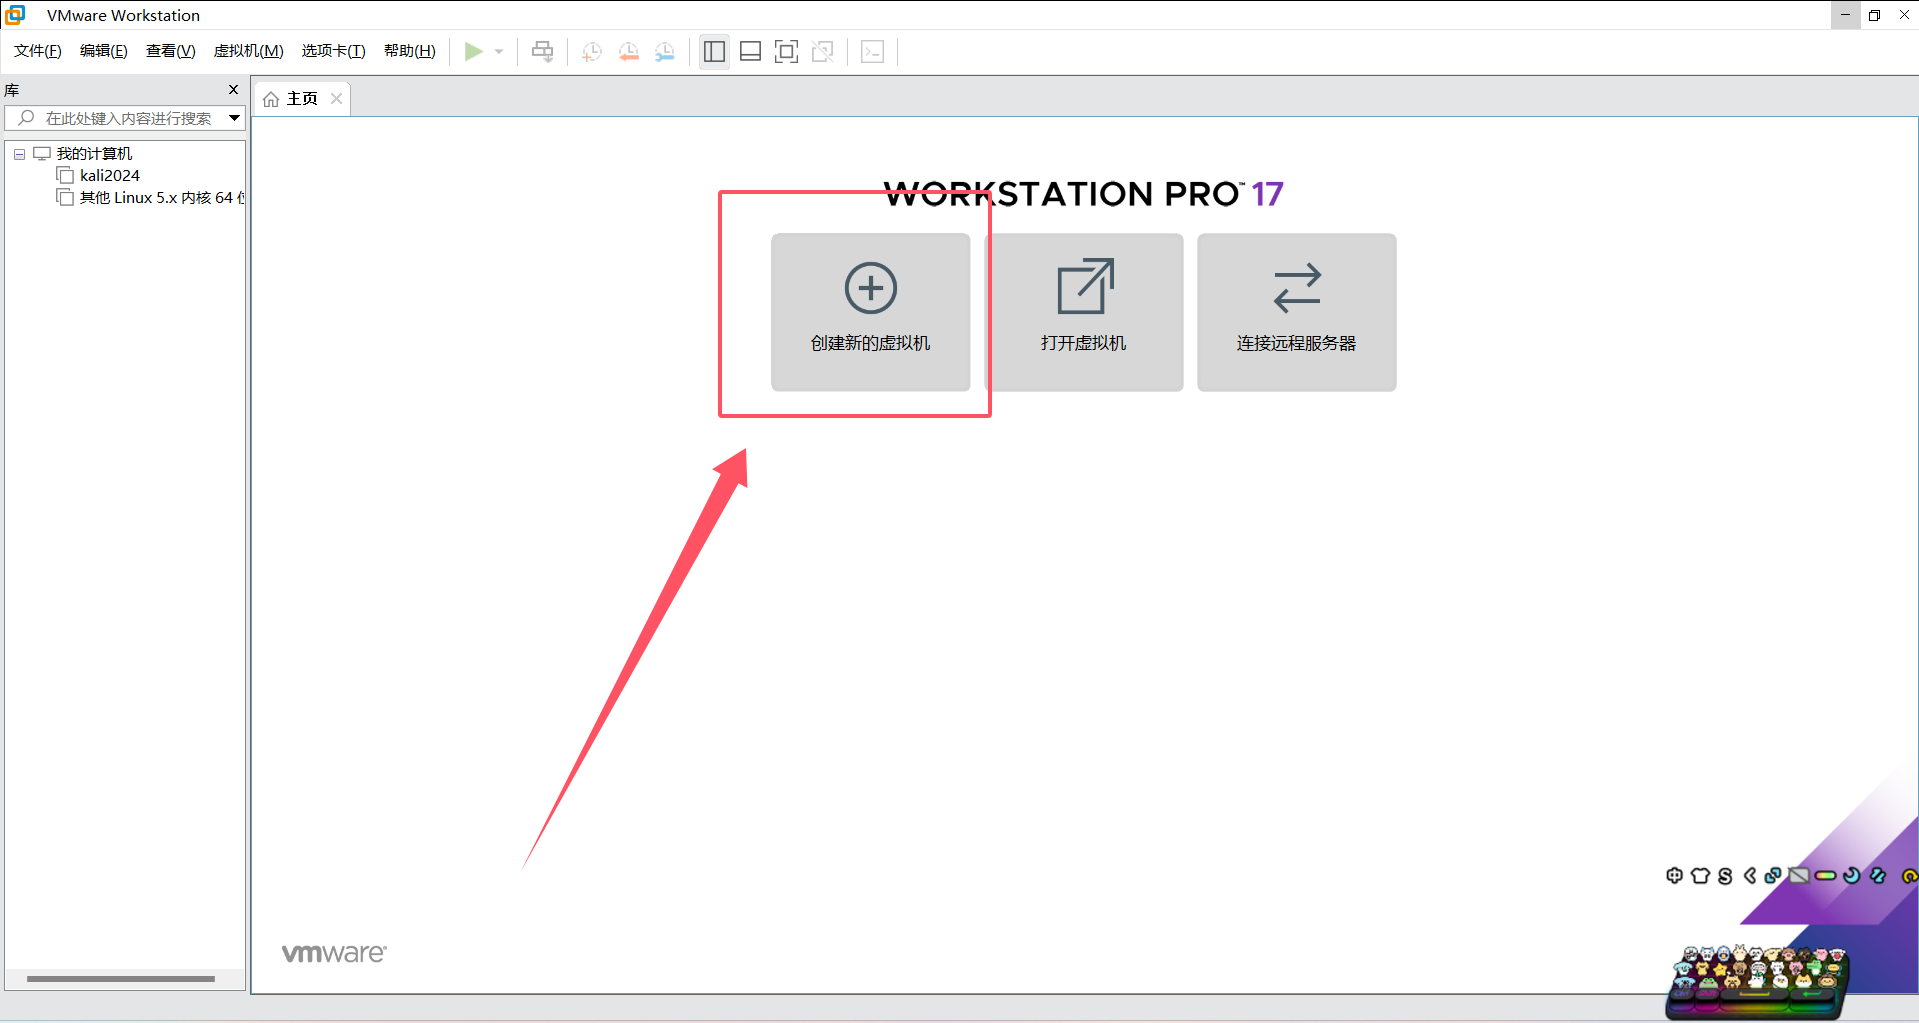 VMware Workstation
文件(F) 编辑(E) 查看(V) 虚拟机(M) 选项卡(T) 帮助(H)
库
在此处键入内容进行搜索
我的计算机
kali2024
其他 Linux 5.x 内核 64 位
主页
WORKSTATION PRO™ 17
创建新的虚拟机
打开虚拟机
连接远程服务器
中 S
vmware®